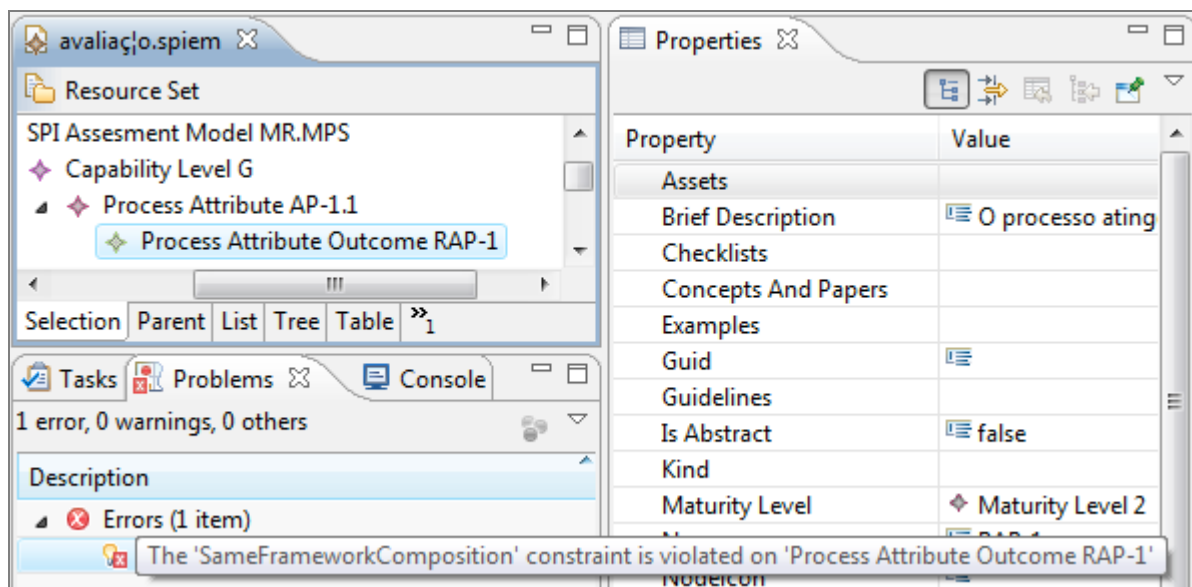 avaliaç¦o.spiem
Resource Set
SPI Assesment Model MR.MPS
Capability Level G
Process Attribute AP-1.1
Process Attribute Outcome RAP-1
Selection Parent List Tree Table »1
Tasks Problems Console
1 error, 0 warnings, 0 others
Description
Errors (1 item)
The 'SameFrameworkComposition' constraint is violated on 'Process Attribute Outcome RAP-1'
Properties
Property Value
Assets
Brief Description O processo ating
Checklists
Concepts And Papers
Examples
Guid
Guidelines
Is Abstract false
Kind
Maturity Level Maturity Level 2
NodeIcon